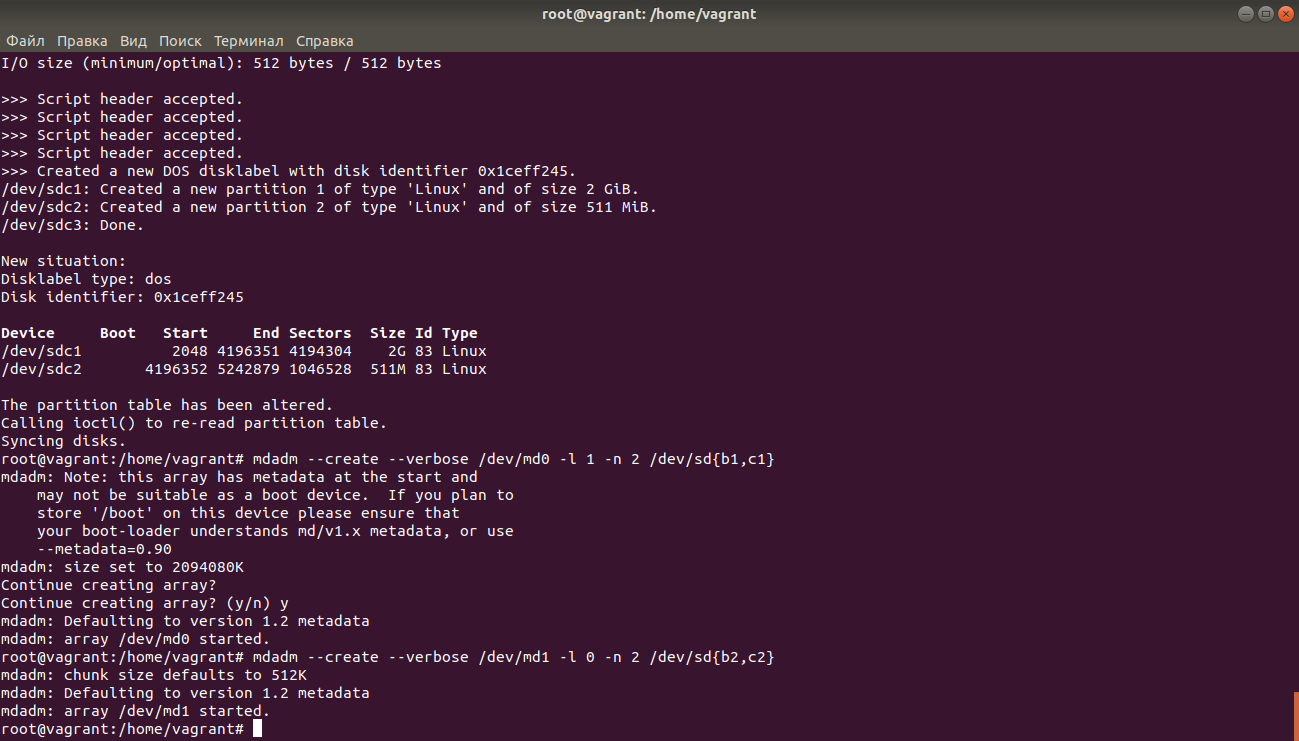 root@vagrant: /home/vagrant
Файл Правка Вид Поиск Терминал Справка
I/O size (minimum/optimal): 512 bytes / 512 bytes
>>> Script header accepted.
>>> Script header accepted.
>>> Script header accepted.
>>> Script header accepted.
>>> Created a new DOS disklabel with disk identifier 0x1ceff245.
/dev/sdc1: Created a new partition 1 of type 'Linux' and of size 2 GiB.
/dev/sdc2: Created a new partition 2 of type 'Linux' and of size 511 MiB.
/dev/sdc3: Done.
New situation:
Disklabel type: dos
Disk identifier: 0x1ceff245
Device     Boot   Start     End Sectors  Size Id Type
/dev/sdc1          2048 4196351 4194304    2G 83 Linux
/dev/sdc2       4196352 5242879 1046528  511M 83 Linux
The partition table has been altered.
Calling ioctl() to re-read partition table.
Syncing disks.
root@vagrant:/home/vagrant# mdadm --create --verbose /dev/md0 -l 1 -n 2 /dev/sd{b1,c1}
mdadm: Note: this array has metadata at the start and
    may not be suitable as a boot device.  If you plan to
    store '/boot' on this device please ensure that
    your boot-loader understands md/v1.x metadata, or use
    --metadata=0.90
mdadm: size set to 2094080K
Continue creating array?
Continue creating array? (y/n) y
mdadm: Defaulting to version 1.2 metadata
mdadm: array /dev/md0 started.
root@vagrant:/home/vagrant# mdadm --create --verbose /dev/md1 -l 0 -n 2 /dev/sd{b2,c2}
mdadm: chunk size defaults to 512K
mdadm: Defaulting to version 1.2 metadata
mdadm: array /dev/md1 started.
root@vagrant:/home/vagrant#